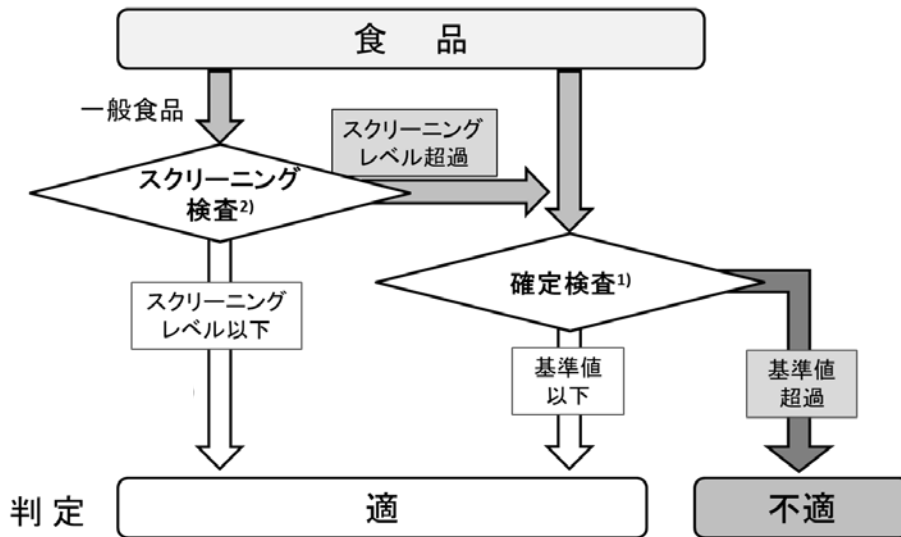 食 品
一般食品
スクリーニング
レベル超過
スクリーニング
検査2)
確定検査1)
スクリーニング
レベル以下
基準値
以下
基準値
超過
判 定
適
不適